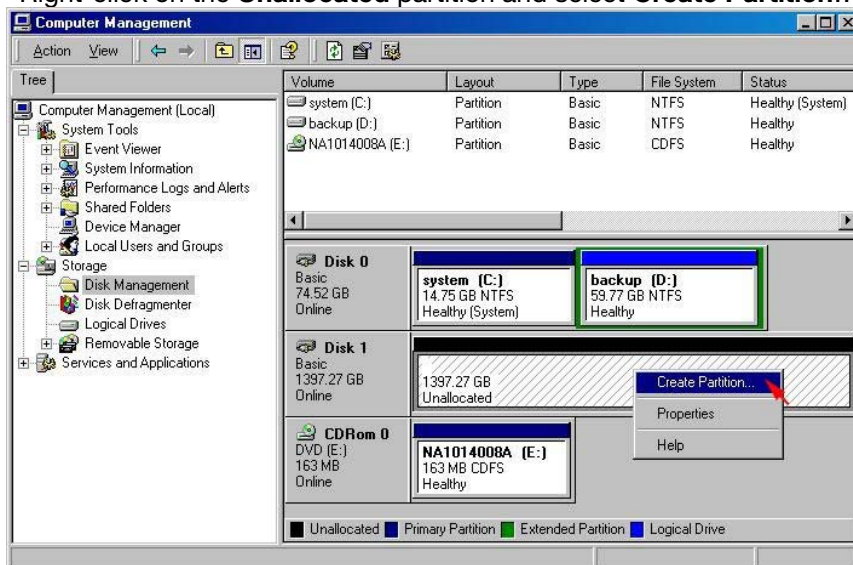 Right-click on the Unallocated partition and select Create Partition...
Computer Management
Action View
Tree
Computer Management (Local)
System Tools
Event Viewer
System Information
Performance Logs and Alerts
Shared Folders
Device Manager
Local Users and Groups
Storage
Disk Management
Disk Defragmenter
Logical Drives
Removable Storage
Services and Applications
Volume Layout Type File System Status
system (C:) Partition Basic NTFS Healthy (System)
backup (D:) Partition Basic NTFS Healthy
NA1014008A (E:) Partition Basic CDFS Healthy
Disk 0
Basic
74.52 GB
Online
system (C:)
14.75 GB NTFS
Healthy (System)
backup (D:)
59.77 GB NTFS
Healthy
Disk 1
Basic
1397.27 GB
Online
1397.27 GB
Unallocated
Create Partition...
Properties
Help
CDRom 0
DVD (E:)
163 MB
Online
NA1014008A (E:)
163 MB CDFS
Healthy
Unallocated Primary Partition Extended Partition Logical Drive